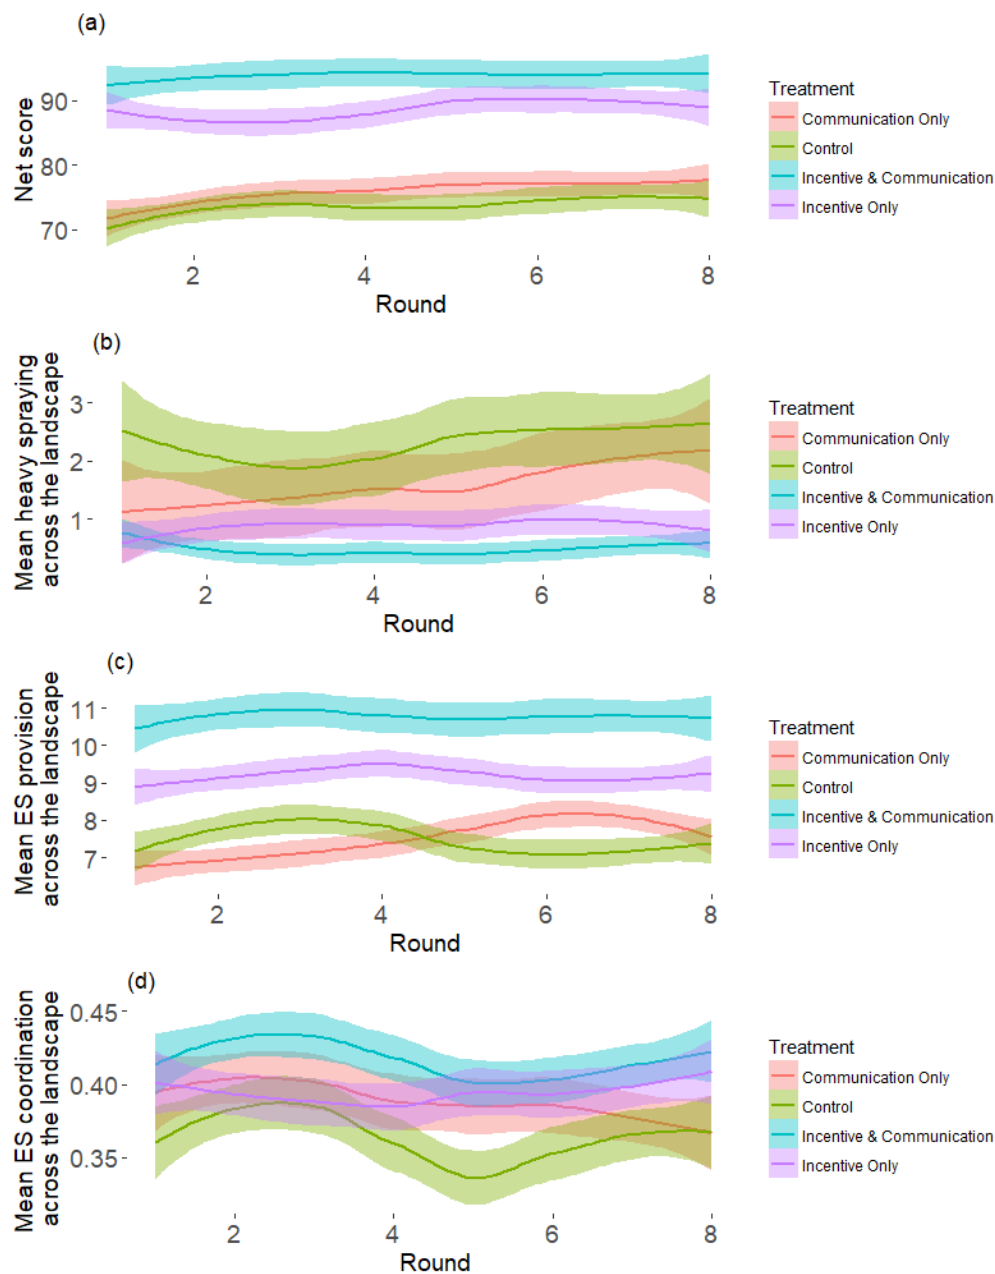 (a)
Net score
90
80
70
2
4
6
8
Round
Treatment
Communication Only
Control
Incentive & Communication
Incentive Only
(b)
Mean heavy spraying
across the landscape
3
2
1
2
4
6
8
Round
Treatment
Communication Only
Control
Incentive & Communication
Incentive Only
(c)
Mean ES provision
across the landscape
11
10
9
8
7
2
4
6
8
Round
Treatment
Communication Only
Control
Incentive & Communication
Incentive Only
(d)
Mean ES coordination
across the landscape
0.45
0.40
0.35
2
4
6
8
Round
Treatment
Communication Only
Control
Incentive & Communication
Incentive Only